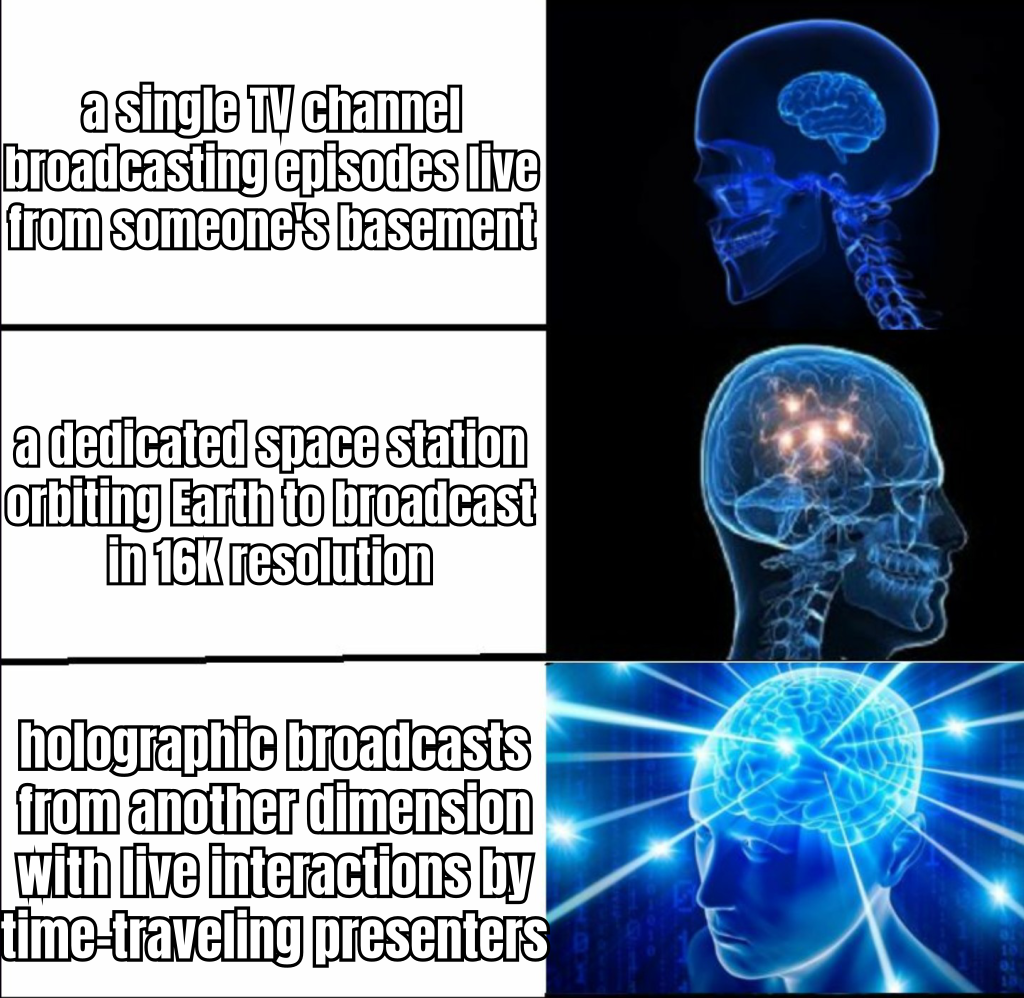 a single TV channel
broadcasting episodes live
from someone's basement
a dedicated space station
orbiting Earth to broadcast
in 16K resolution
holographic broadcasts
from another dimension
with live interactions by
time-traveling presenters